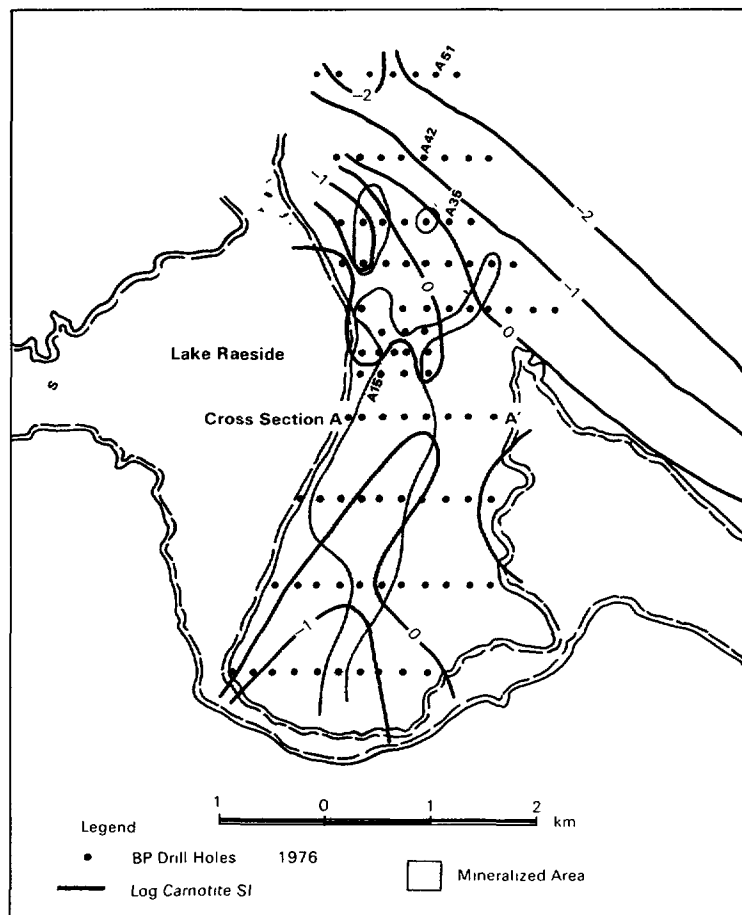 A51
-2
A42
-1
A35
-2
0
-1
0
Lake Raeside
A15
Cross Section A
A'
S
-1
0
1 0 1 2
km
Legend
BP Drill Holes 1976
Log Carnotite SI
Mineralized Area